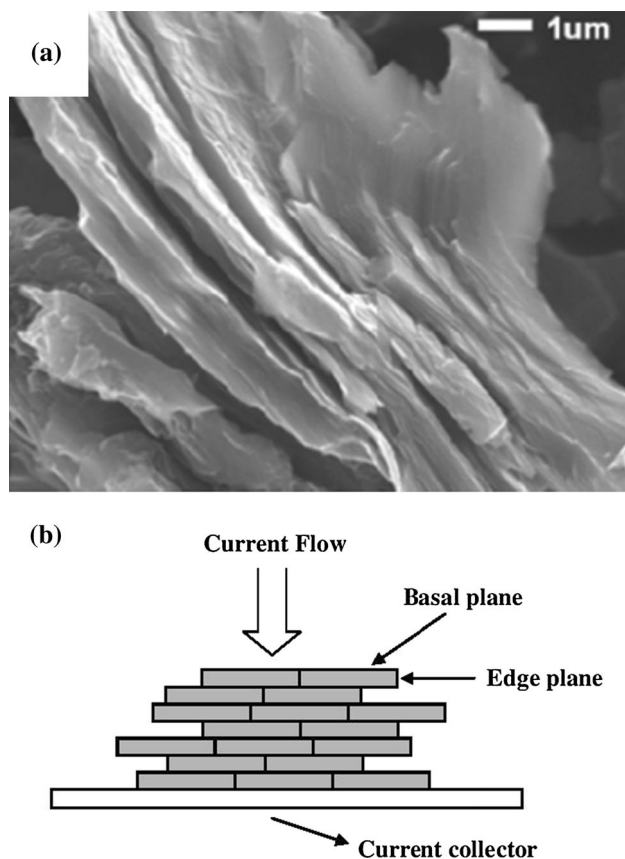 (a)
1um
(b)
Current Flow
Basal plane
Edge plane
Current collector